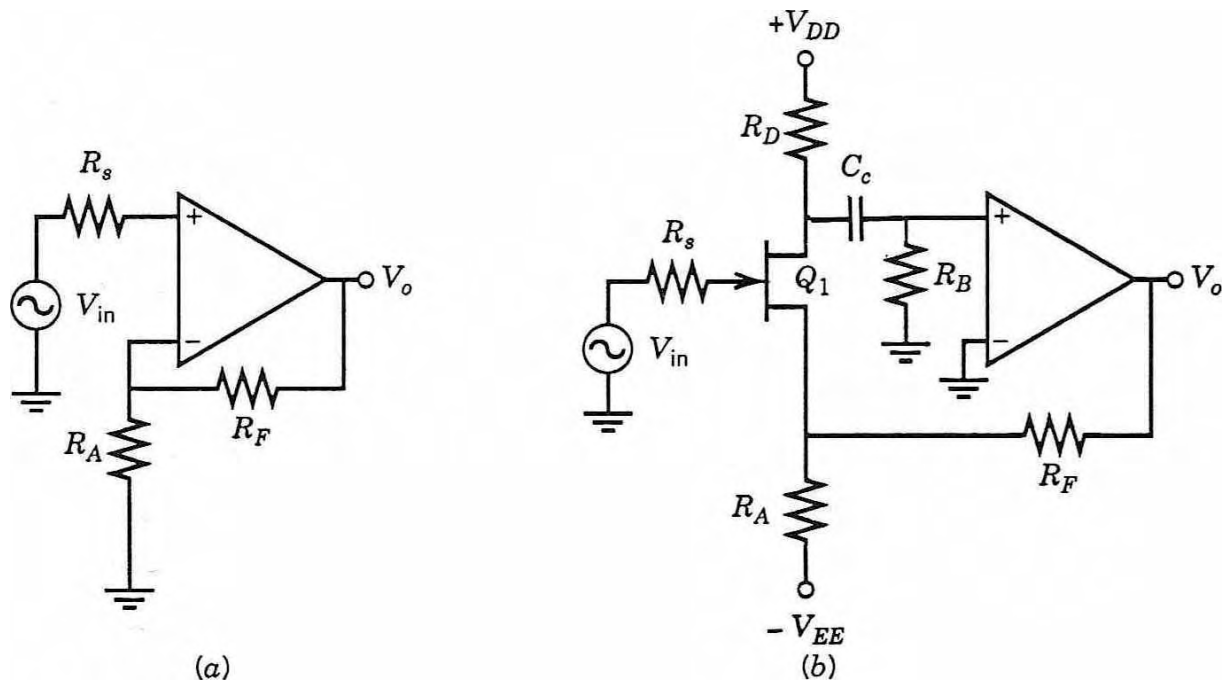 R_s
+
−
V_in
V_o
R_F
R_A
(a)
+V_DD
R_D
C_c
R_s
Q_1
R_B
+
−
V_in
V_o
R_F
R_A
− V_EE
(b)